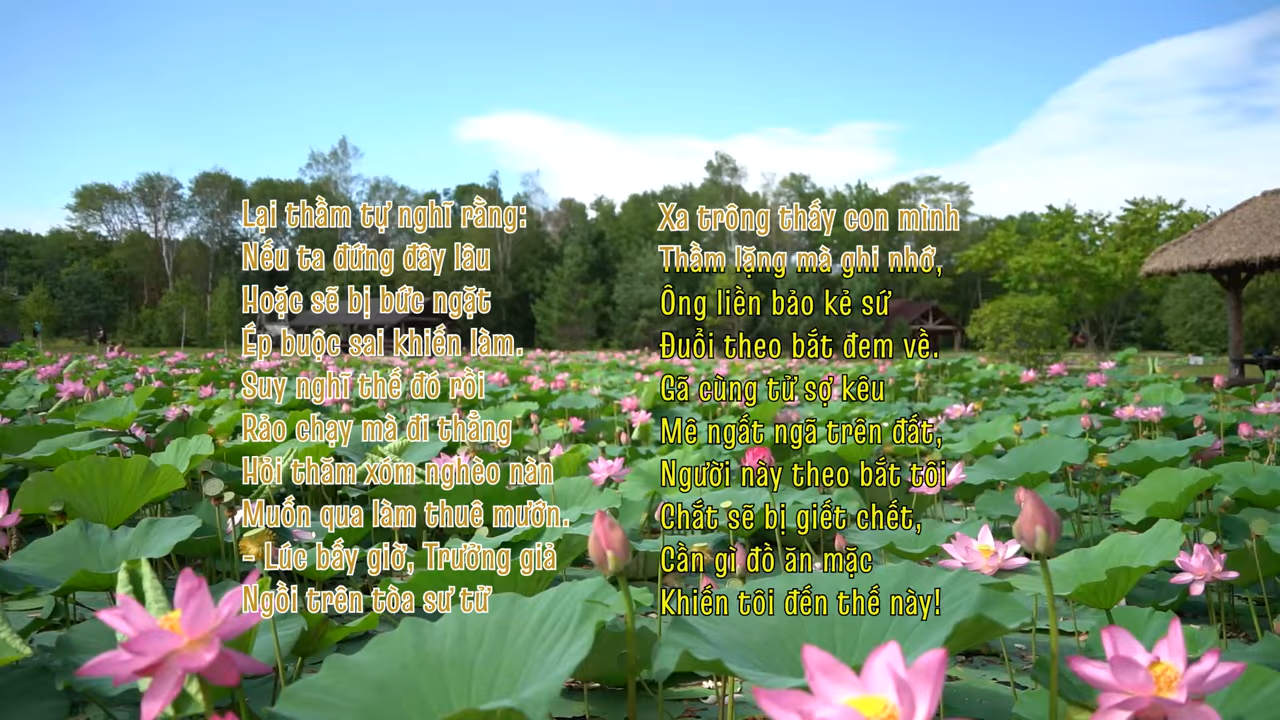 Lại thầm tự nghĩ rằng:
Nếu ta đứng đây lâu
Hoặc sẽ bị bức ngặt
Ép buộc sai khiến làm.
Suy nghĩ thế đó rồi
Rảo chạy mà đi thẳng
Hỏi thăm xóm nghèo nàn
Muốn qua làm thuê mướn.
- Lúc bấy giờ, Trưởng giả
Ngồi trên tòa sư tử
Xa trông thấy con mình
Thầm lặng mà ghi nhớ,
Ông liền bảo kẻ sứ
Đuổi theo bắt đem về.
Gã cùng tử sợ kêu
Mê ngất ngã trên đất,
Người này theo bắt tôi
Chắt sẽ bị giết chết,
Cần gì đồ ăn mặc
Khiến tôi đến thế này!